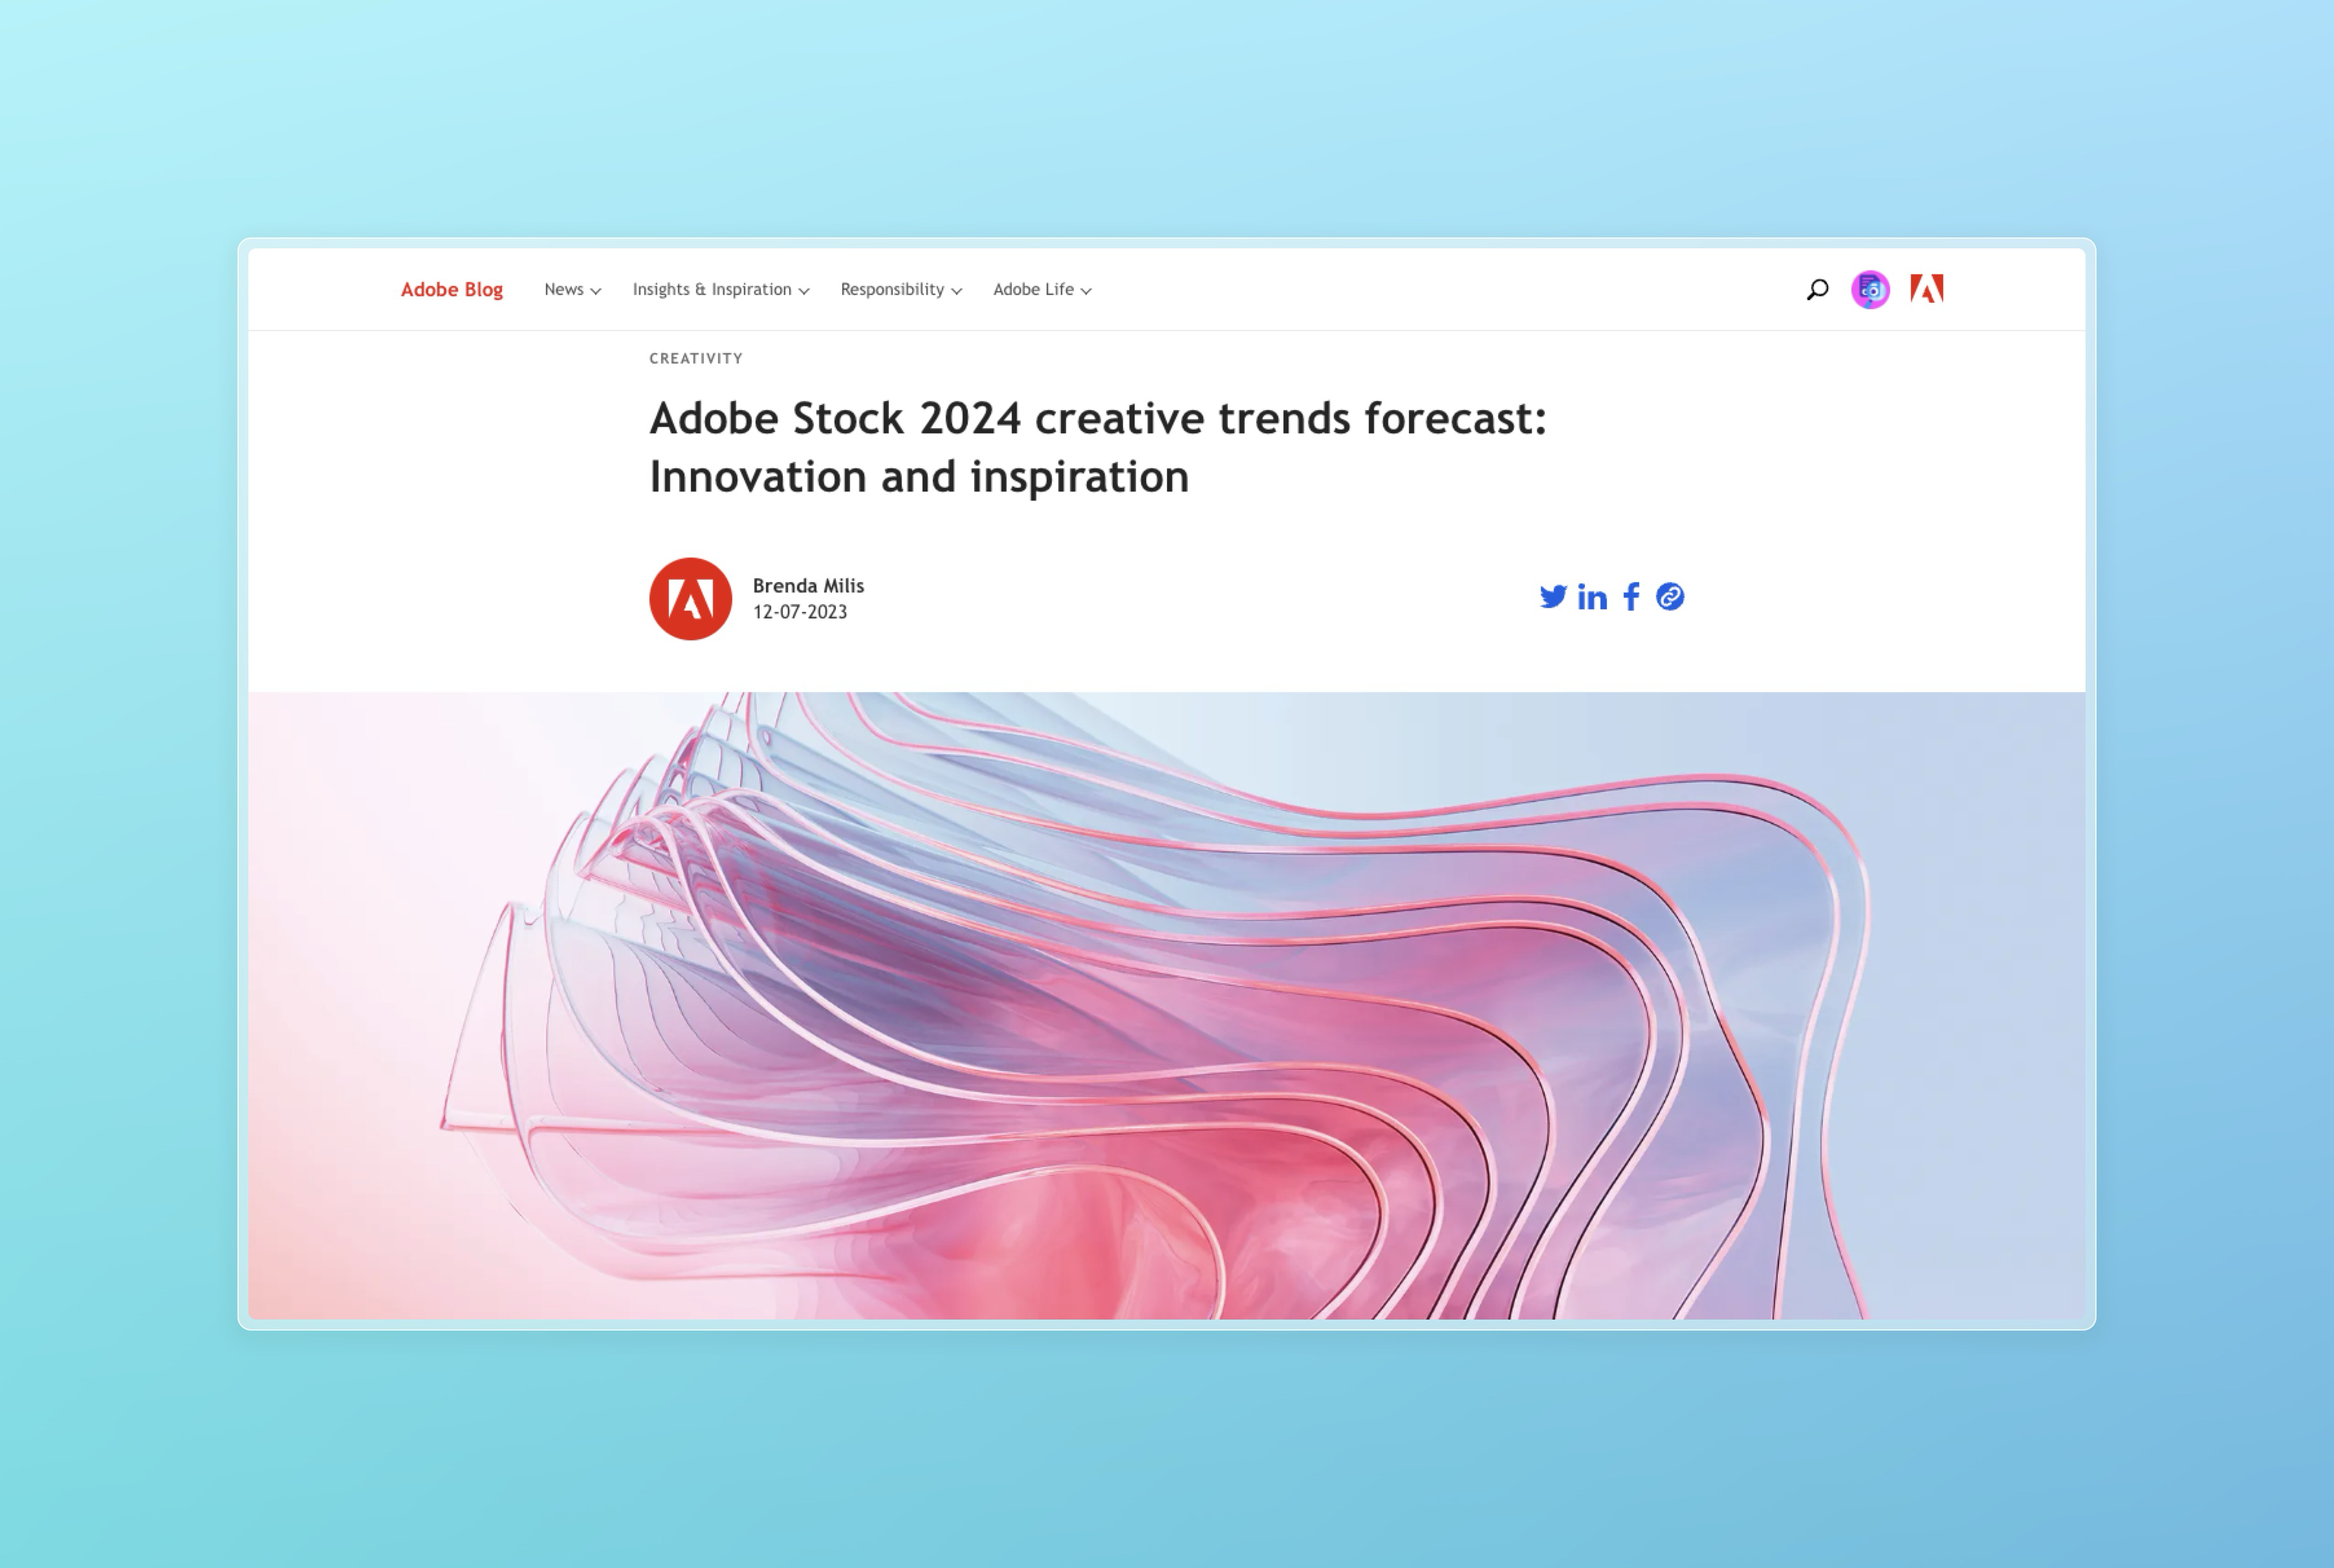 Adobe Blog News Insights & Inspiration Responsibility Adobe Life
CREATIVITY
Adobe Stock 2024 creative trends forecast:
Innovation and inspiration
Brenda Milis
12-07-2023